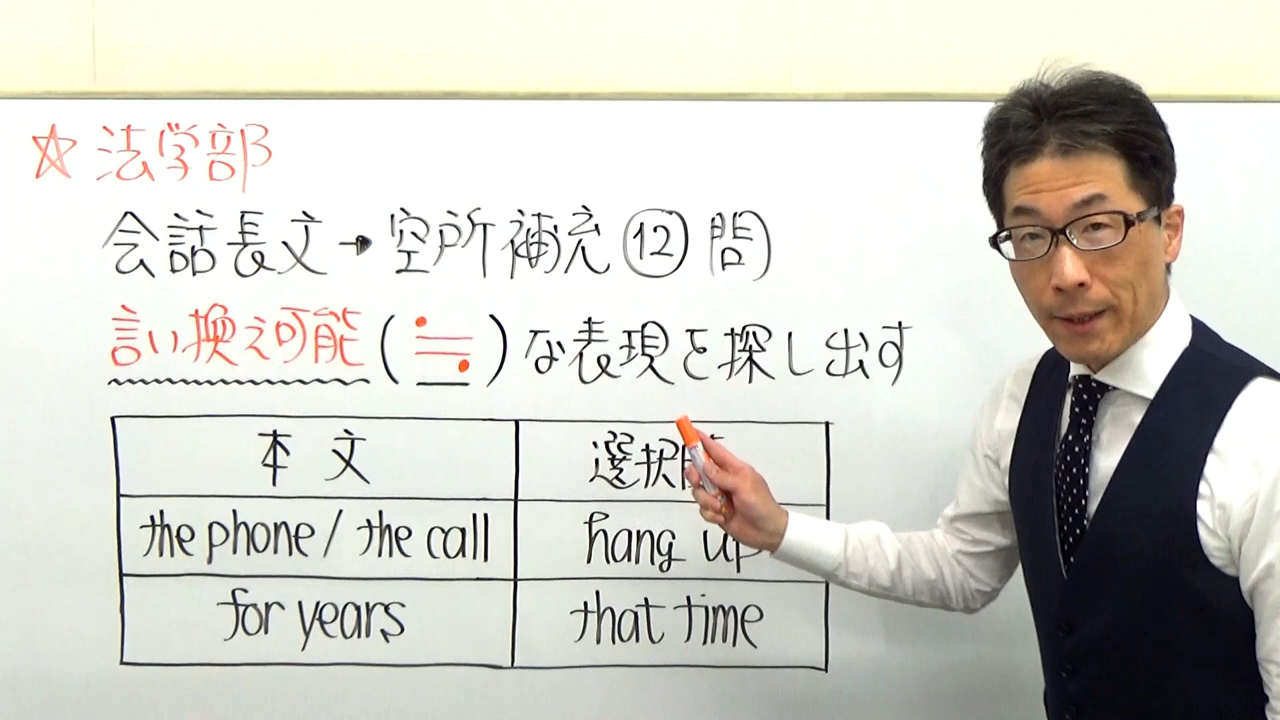 ☆法学部
会話長文→空所補充⑫問
言い換え可能(≒)な表現を探し出す
本文 選択
the phone / the call hang up
for years that time